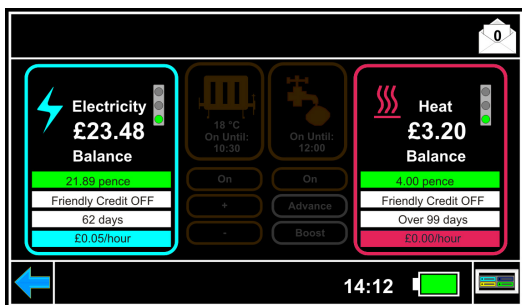 0
Electricity
£23.48
Balance
21.89 pence
Friendly Credit OFF
62 days
£0.05/hour
18 °C
On Until:
10:30
On
+
-
On Until:
12:00
On
Advance
Boost
Heat
£3.20
Balance
4.00 pence
Friendly Credit OFF
Over 99 days
£0.00/hour
14:12